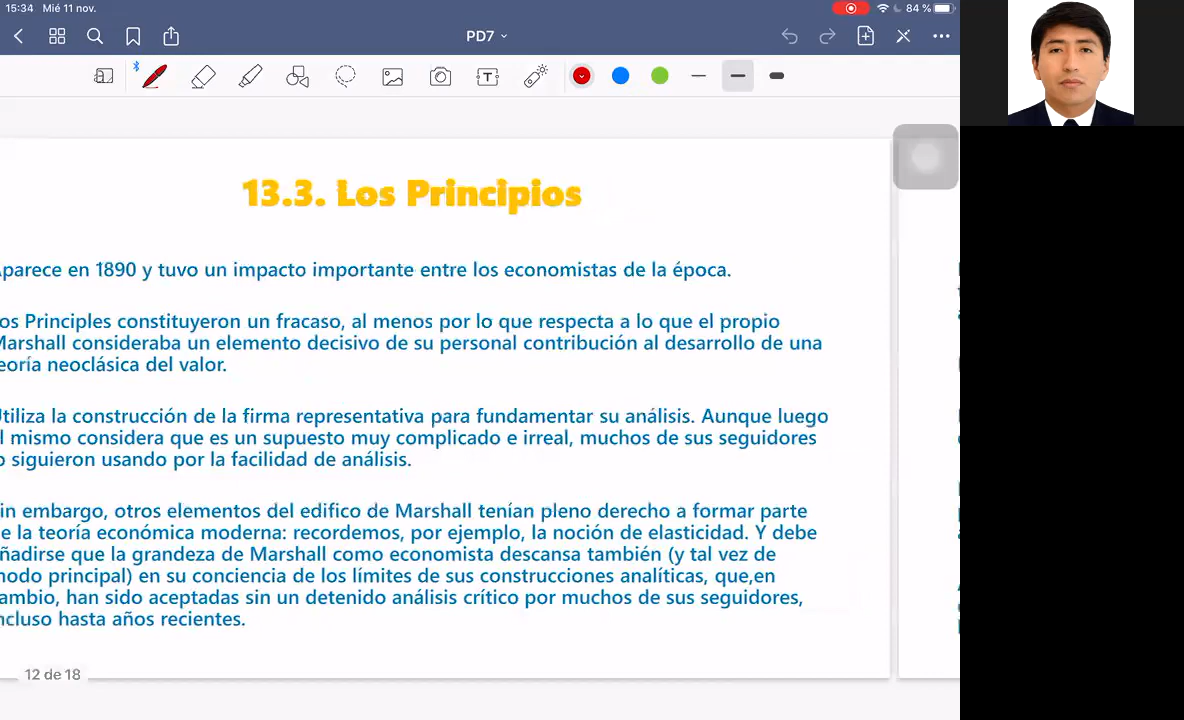 15:34 Mié 11 nov.
84 %
PD7
13.3. Los Principios
parece en 1890 y tuvo un impacto importante entre los economistas de la época.
os Principles constituyeron un fracaso, al menos por lo que respecta a lo que el propio
Marshall consideraba un elemento decisivo de su personal contribución al desarrollo de una
eoría neoclásica del valor.
tiliza la construcción de la firma representativa para fundamentar su análisis. Aunque luego
l mismo considera que es un supuesto muy complicado e irreal, muchos de sus seguidores
o siguieron usando por la facilidad de análisis.
in embargo, otros elementos del edifico de Marshall tenían pleno derecho a formar parte
e la teoría económica moderna: recordemos, por ejemplo, la noción de elasticidad. Y debe
ñadirse que la grandeza de Marshall como economista descansa también (y tal vez de
modo principal) en su conciencia de los límites de sus construcciones analíticas, que,en
ambio, han sido aceptadas sin un detenido análisis crítico por muchos de sus seguidores,
ncluso hasta años recientes.
12 de 18